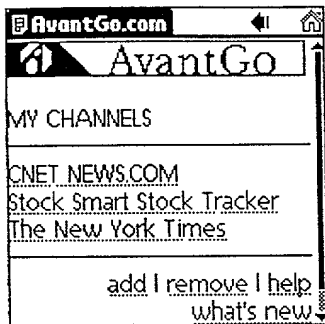 AvantGo.com
AvantGo
MY CHANNELS
CNET NEWS.COM
Stock Smart Stock Tracker
The New York Times
add | remove | help
what's new